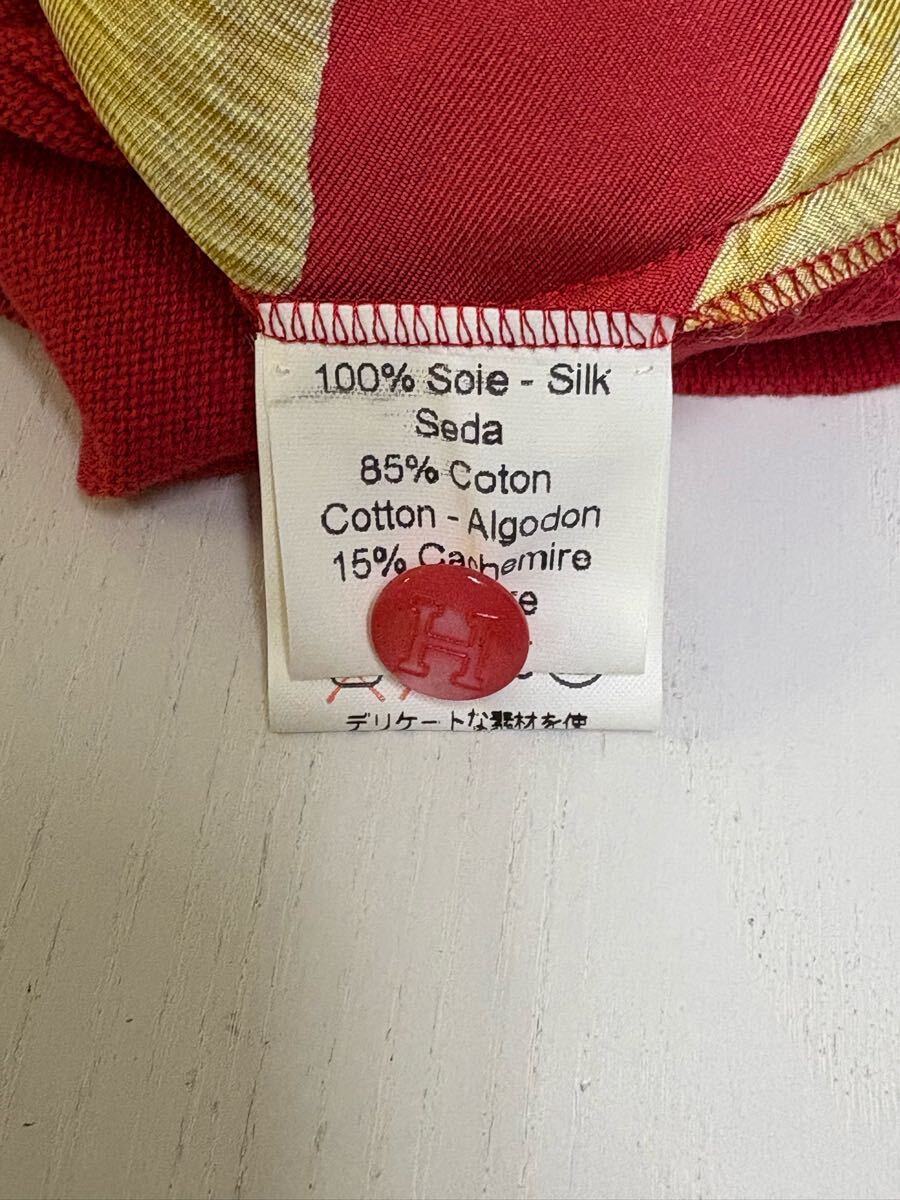 100% Soie - Silk
Seda
85% Coton
Cotton - Algodon
15% Cachemire
H
デリケートな素材を使